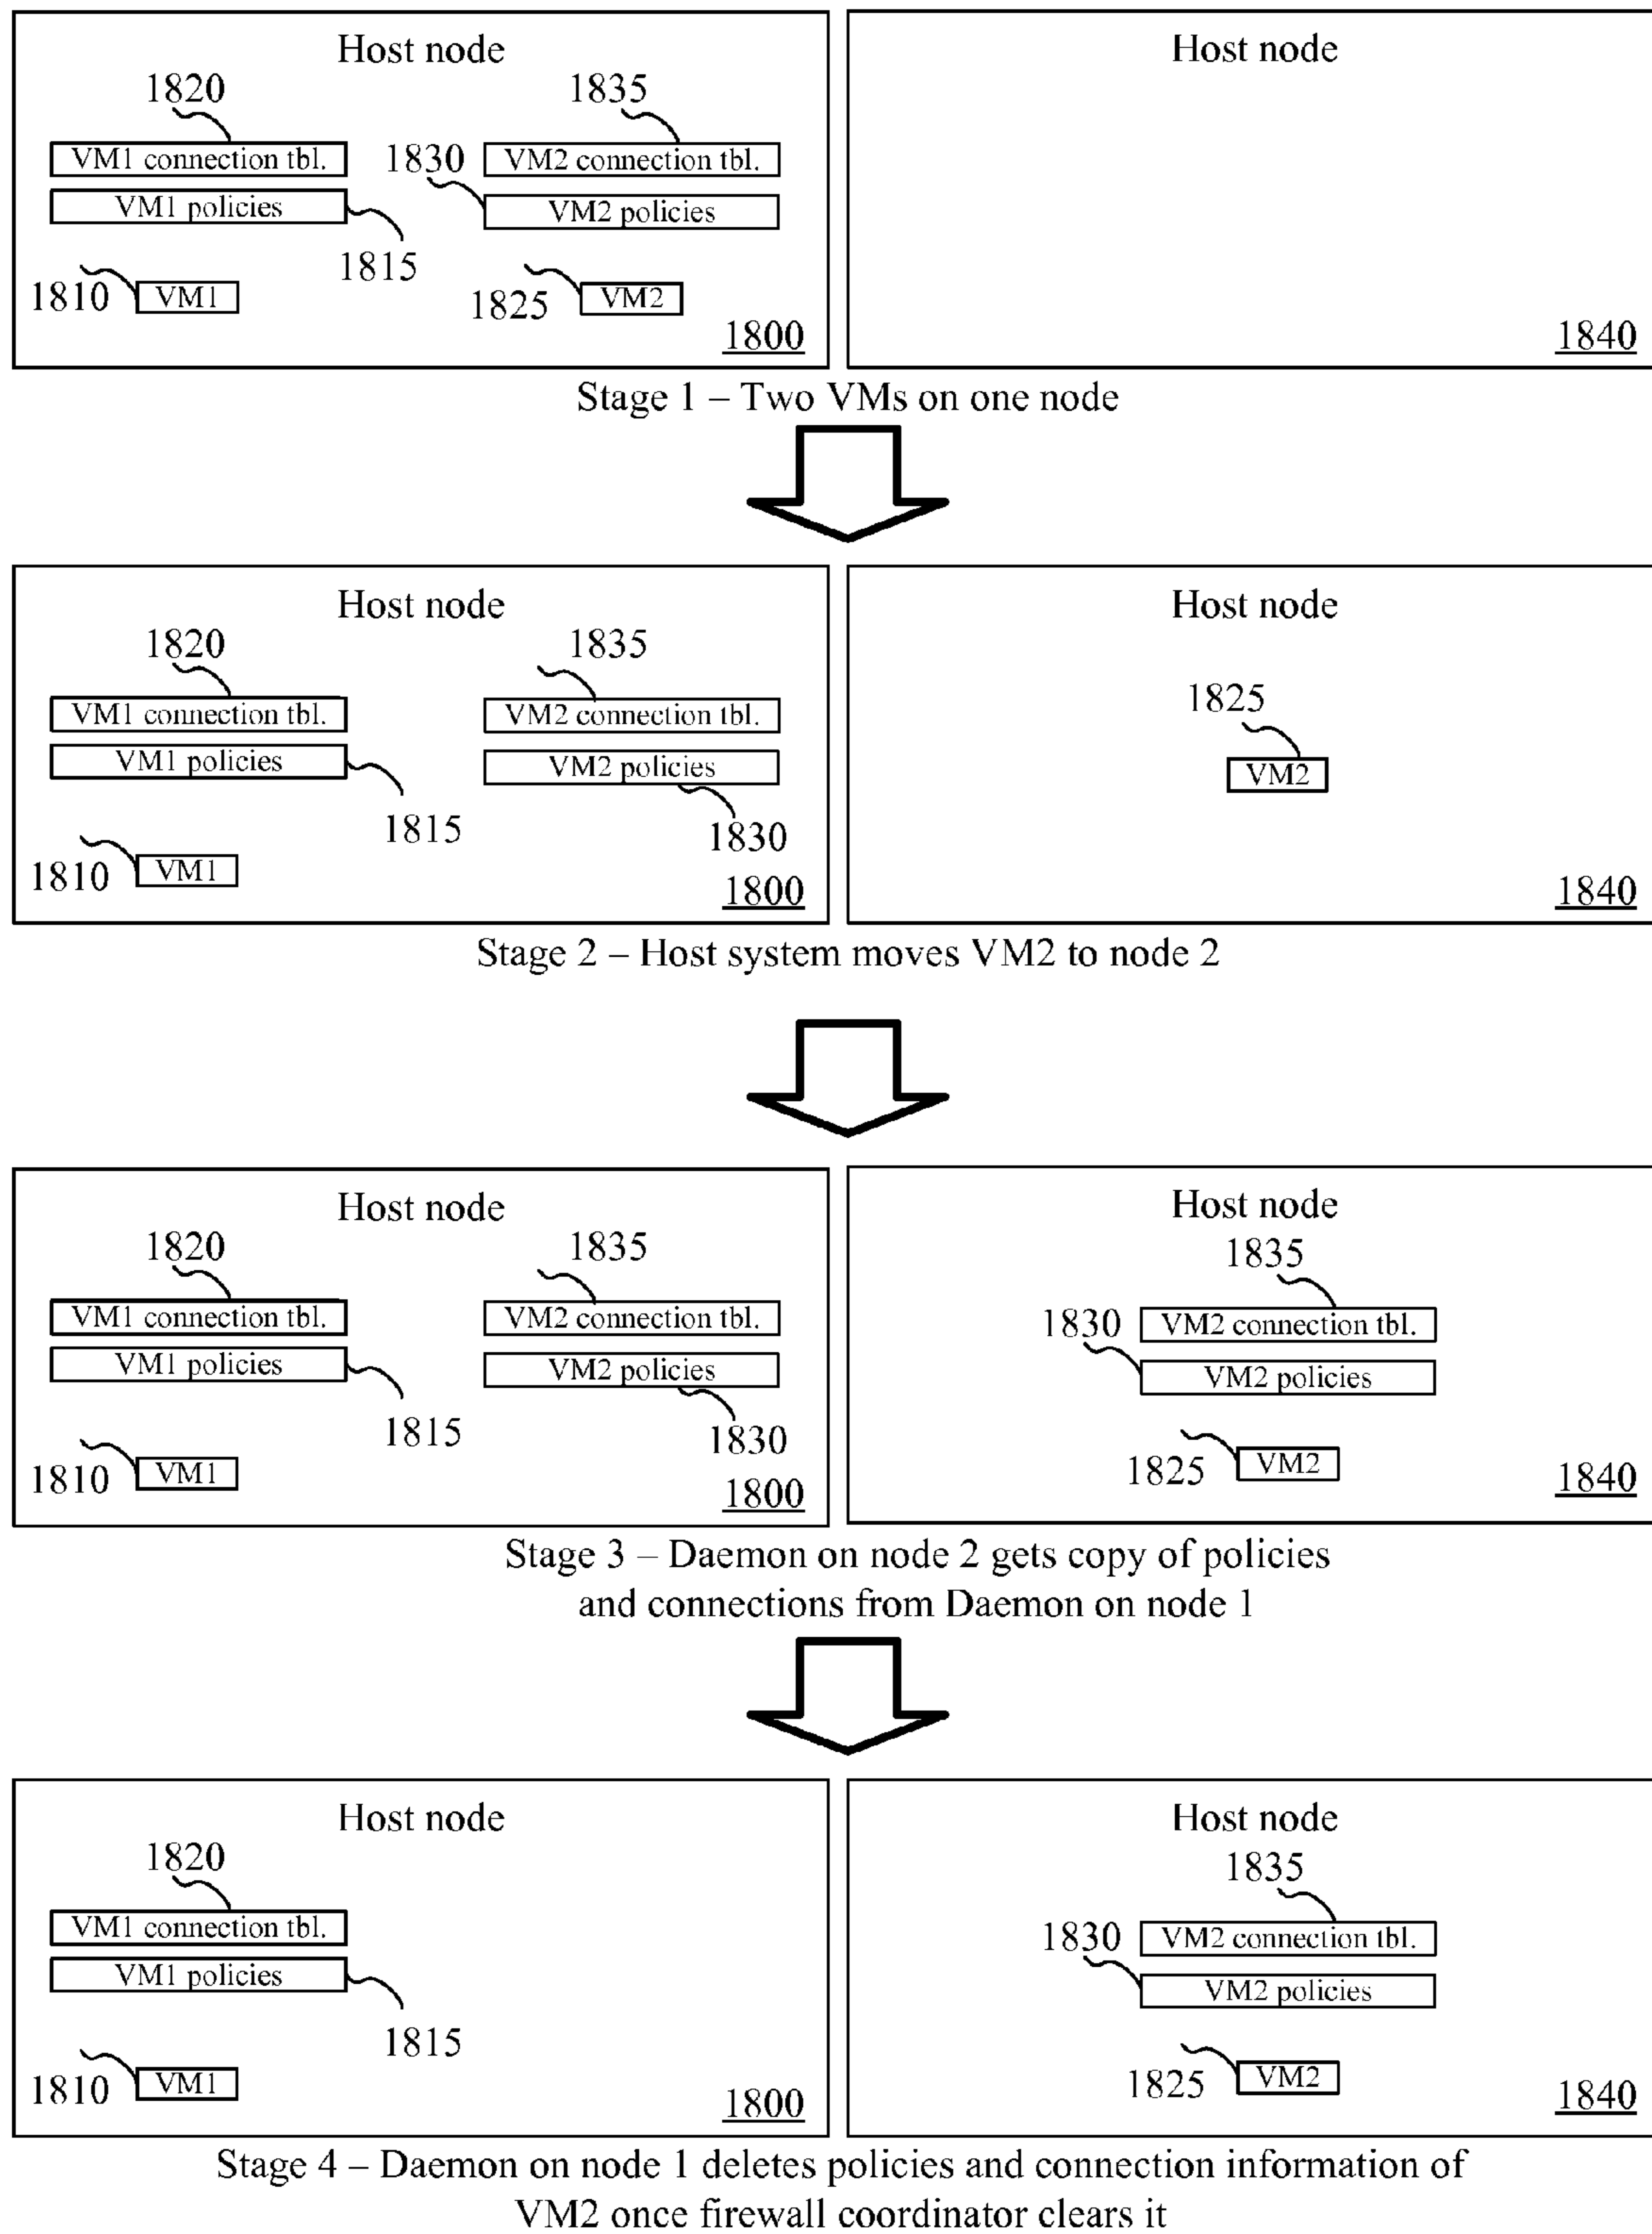 Host node
1820
1835
VM1 connection tbl.
1830
VM2 connection tbl.
VM1 policies
VM2 policies
1815
1810
VM1
1825
VM2
1800
Host node
1840
Stage 1 – Two VMs on one node
Host node
1820
1835
VM1 connection tbl.
VM2 connection tbl.
VM1 policies
VM2 policies
1815
1830
1810
VM1
1800
Host node
1825
VM2
1840
Stage 2 – Host system moves VM2 to node 2
Host node
1820
1835
VM1 connection tbl.
VM2 connection tbl.
VM1 policies
VM2 policies
1815
1830
1810
VM1
1800
Host node
1835
1830
VM2 connection tbl.
VM2 policies
1825
VM2
1840
Stage 3 – Daemon on node 2 gets copy of policies
and connections from Daemon on node 1
Host node
1820
VM1 connection tbl.
VM1 policies
1815
1810
VM1
1800
Host node
1835
1830
VM2 connection tbl.
VM2 policies
1825
VM2
1840
Stage 4 – Daemon on node 1 deletes policies and connection information of
VM2 once firewall coordinator clears it